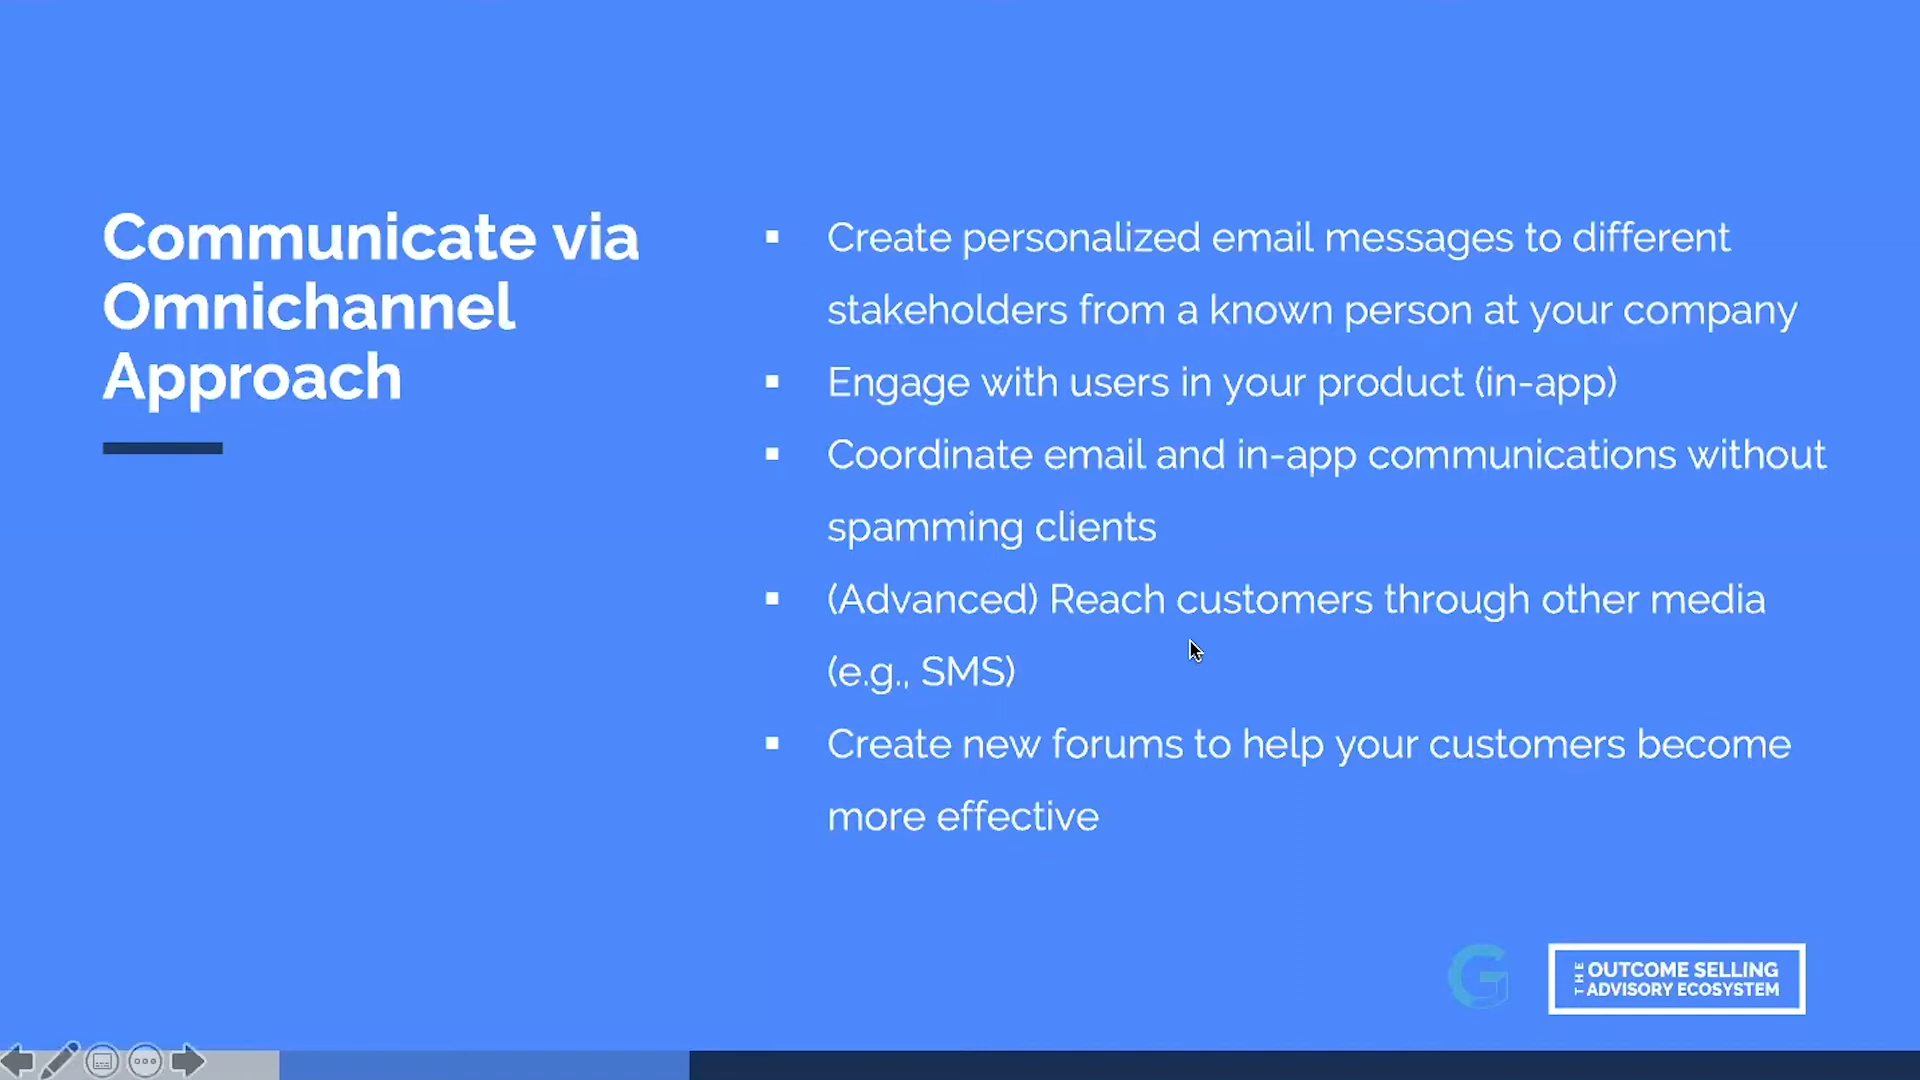 Communicate via
Omnichannel
Approach
▪ Create personalized email messages to different
stakeholders from a known person at your company
▪ Engage with users in your product (in-app)
▪ Coordinate email and in-app communications without
spamming clients
▪ (Advanced) Reach customers through other media
(e.g., SMS)
▪ Create new forums to help your customers become
more effective
G
THE
OUTCOME SELLING
ADVISORY ECOSYSTEM